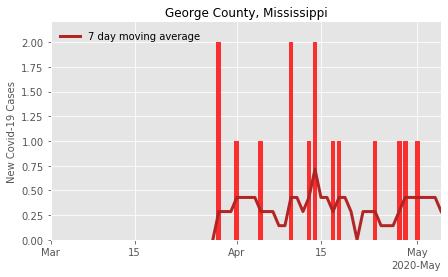 George County, Mississippi
7 day moving average
New Covid-19 Cases
2.00
1.75
1.50
1.25
1.00
0.75
0.50
0.25
0.00
Mar
15
Apr
15
May
2020-May